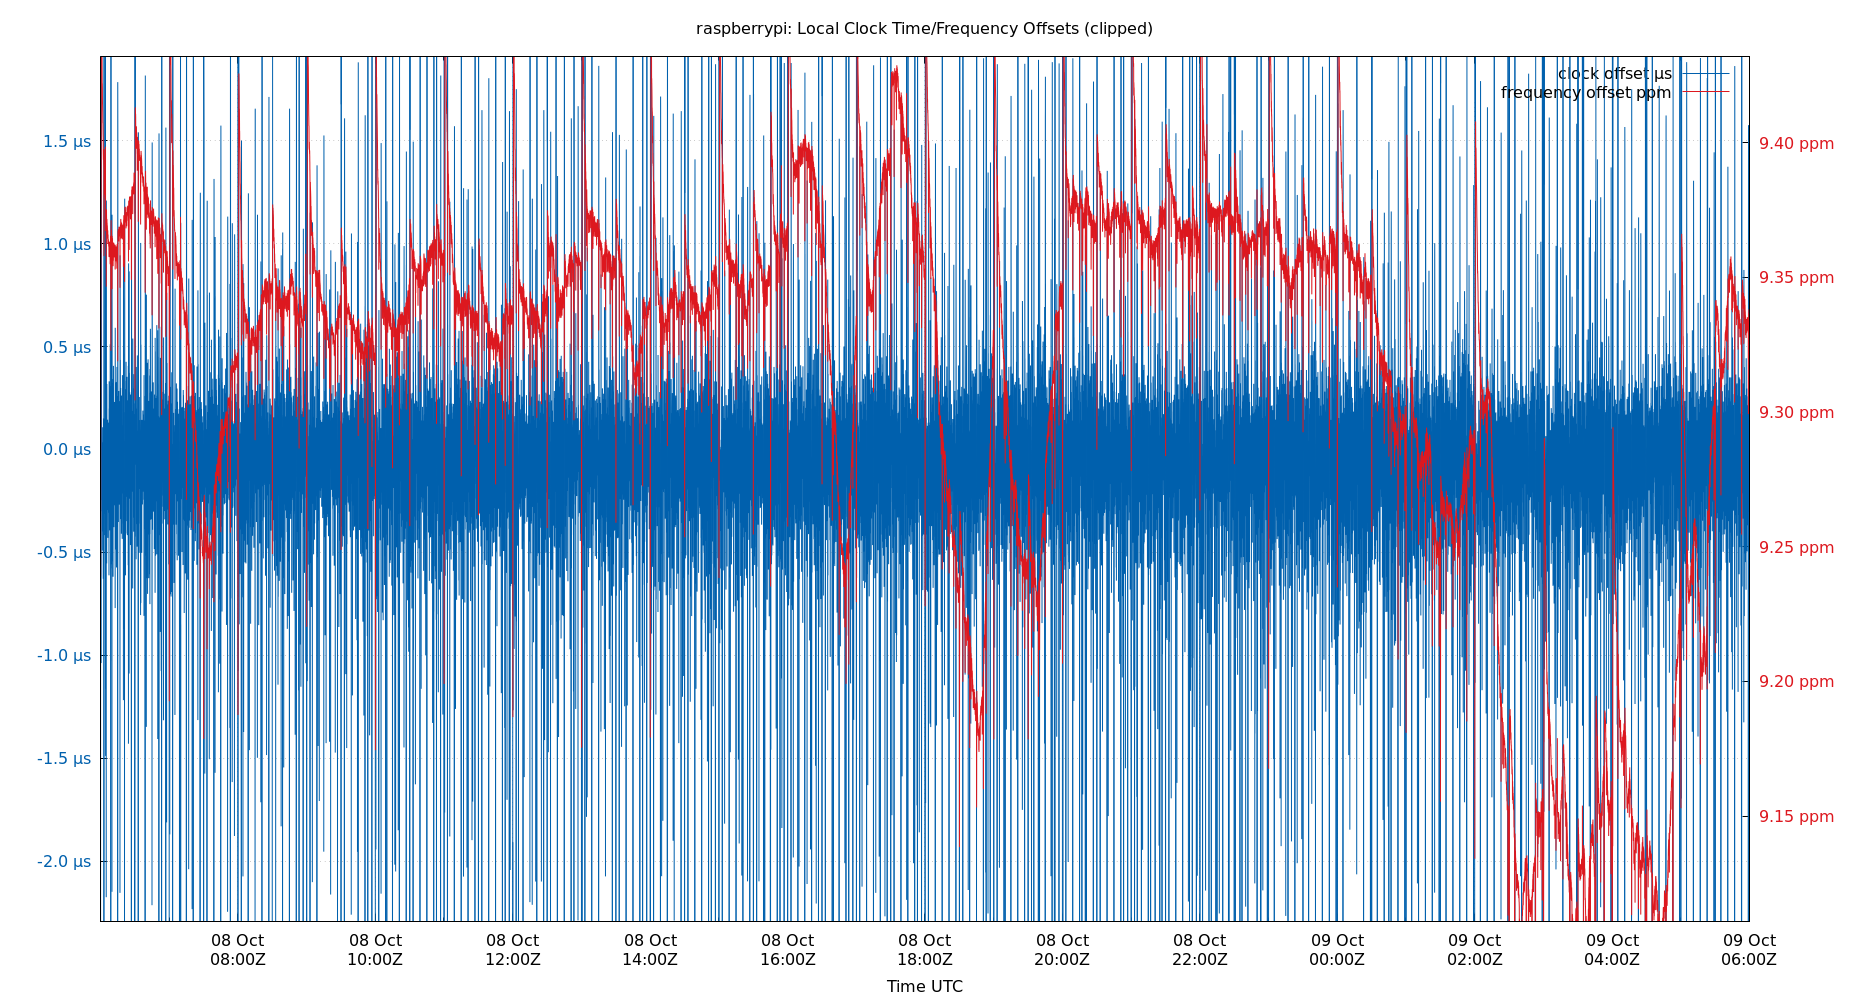 raspberrypi: Local Clock Time/Frequency Offsets (clipped)
clock offset µs
frequency offset ppm
1.5 µs
1.0 µs
0.5 µs
0.0 µs
-0.5 µs
-1.0 µs
-1.5 µs
-2.0 µs
9.40 ppm
9.35 ppm
9.30 ppm
9.25 ppm
9.20 ppm
9.15 ppm
08 Oct 08 Oct 08 Oct 08 Oct 08 Oct 08 Oct 08 Oct 08 Oct 09 Oct 09 Oct 09 Oct 09 Oct
08:00Z 10:00Z 12:00Z 14:00Z 16:00Z 18:00Z 20:00Z 22:00Z 00:00Z 02:00Z 04:00Z 06:00Z
Time UTC